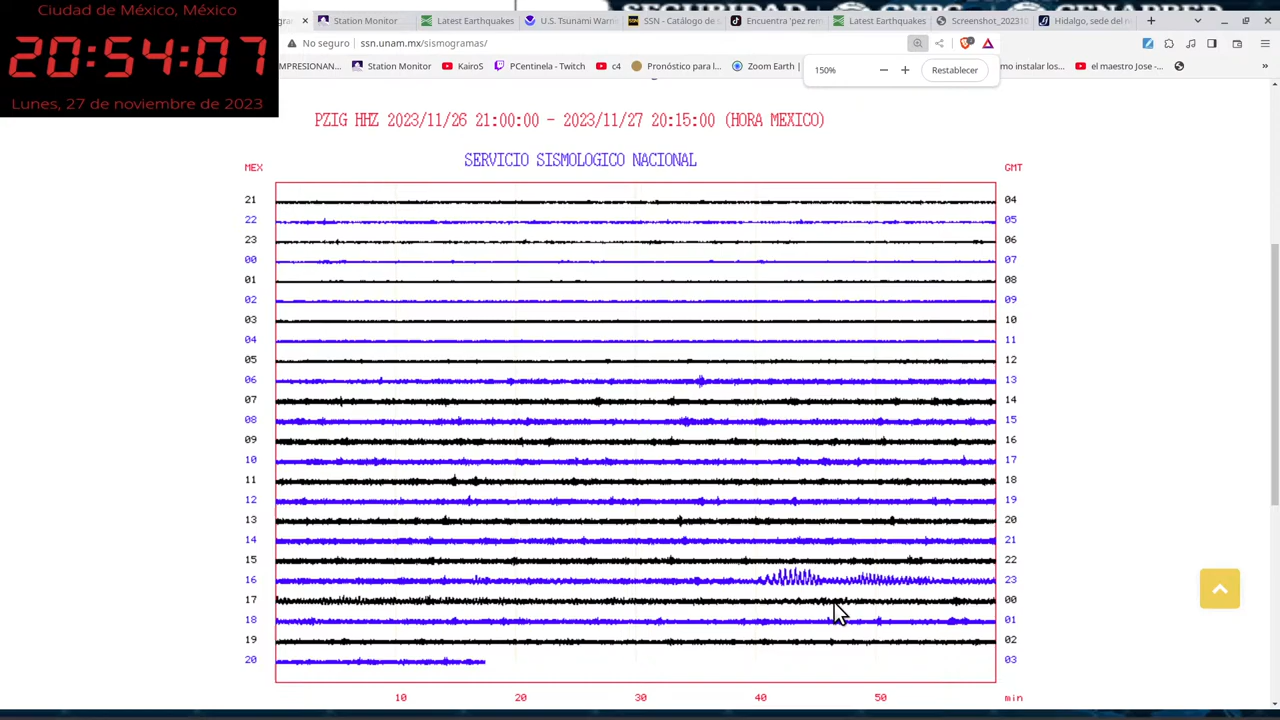 Ciudad de México, México
20:54:07
Lunes, 27 de noviembre de 2023
Station Monitor
Latest Earthquakes
U.S. Tsunami Warn
SSN - Catálogo de S
Encuentra 'pez rem
Latest Earthquakes
Screenshot_202310
Hidalgo, sede del n
No seguro
ssn.unam.mx/sismogramas/
MPRESIONAN...
Station Monitor
KairoS
PCentinela - Twitch
c4
Pronóstico para l...
Zoom Earth
omo instalar los...
el maestro Jose -...
150%
Restablecer
PZIG HHZ 2023/11/26 21:00:00 - 2023/11/27 20:15:00 (HORA MEXICO)
SERVICIO SISMOLOGICO NACIONAL
MEX GMT
21 04
22 05
23 06
00 07
01 08
02 09
03 10
04 11
05 12
06 13
07 14
08 15
09 16
10 17
11 18
12 19
13 20
14 21
15 22
16 23
17 00
18 01
19 02
20 03
10 20 30 40 50 min